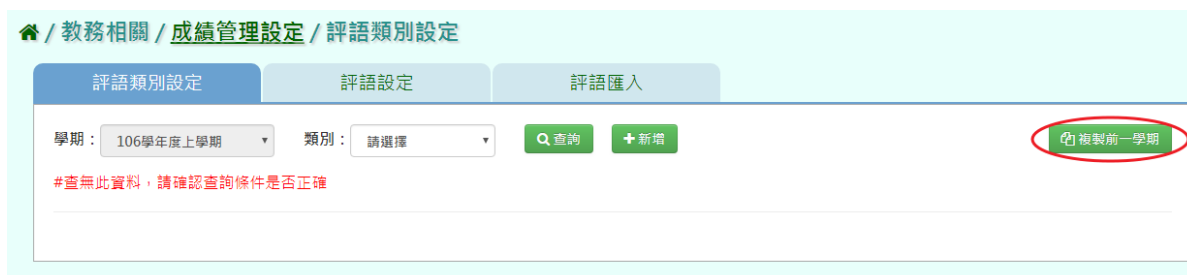 / 教務相關 / 成績管理設定 / 評語類別設定
評語類別設定 評語設定 評語匯入
學期： 106學年度上學期 類別： 請選擇 查詢 新增 複製前一學期
#查無此資料，請確認查詢條件是否正確